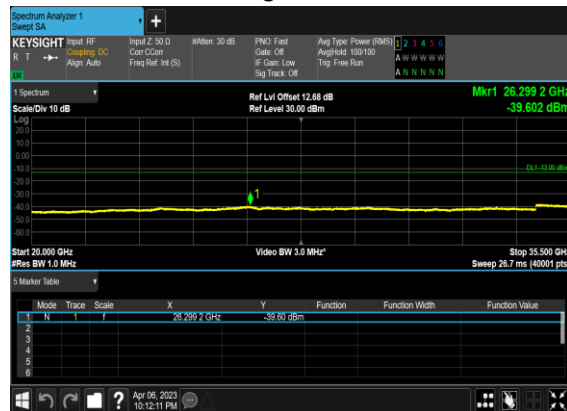 Spectrum Analyzer 1
Swept SA
+
KEYSIGHT Input: RF Input Z: 50 Ω #Atten: 30 dB PNO: Fast Avg Type: Power (RMS) 1 2 3 4 5 6
R T Coupling: DC Corr CCorr Gate: Off Avg|Hold: 100/100 A W W W W W
Align: Auto Freq Ref: Int (S) IF Gain: Low Trig: Free Run
Sig Track: Off A N N N N N
1 Spectrum
Ref Lvl Offset 12.68 dB Mkr1 26.299 2 GHz
Scale/Div 10 dB Ref Level 30.00 dBm -39.602 dBm
Log
20.0
10.0
0.00
-10.0 DL1 -13.00 dBm
-20.0
-30.0
-40.0 1
-50.0
-60.0
Start 20.000 GHz Video BW 3.0 MHz* Stop 35.500 GHz
#Res BW 1.0 MHz Sweep 26.7 ms (40001 pts)
5 Marker Table
Mode Trace Scale X Y Function Function Width Function Value
1 N 1 f 26.299 2 GHz -39.60 dBm
2
3
4
5
6
? Apr 06, 2023
10:12:11 PM